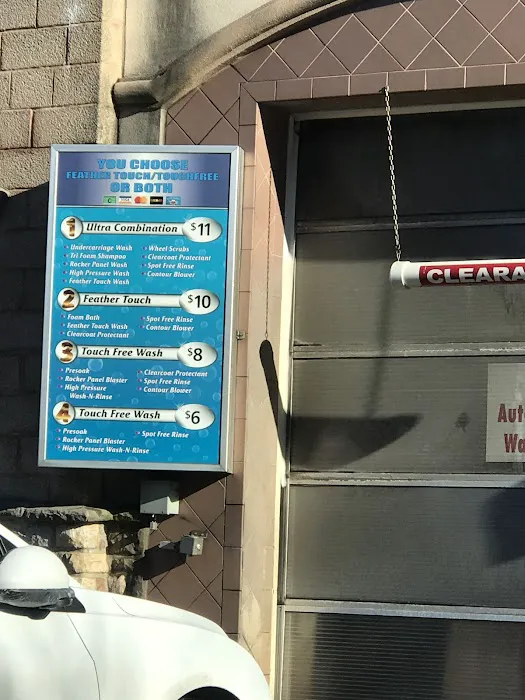 YOU CHOOSE
FEATHER TOUCH/TOUCHFREE
OR BOTH
1 Ultra Combination $11
Undercarriage Wash
Tri Foam Shampoo
Rocker Panel Wash
High Pressure Wash
Feather Touch Wash
Wheel Scrubs
Clearcoat Protectant
Spot Free Rinse
Contour Blower
2 Feather Touch $10
Foam Bath
Feather Touch Wash
Clearcoat Protectant
Spot Free Rinse
Contour Blower
3 Touch Free Wash $8
Presoak
Rocker Panel Blaster
High Pressure
Wash-N-Rinse
Clearcoat Protectant
Spot Free Rinse
Contour Blower
4 Touch Free Wash $6
Presoak
Rocker Panel Blaster
High Pressure Wash-N-Rinse
Spot Free Rinse
CLEARA
Aut
Wa